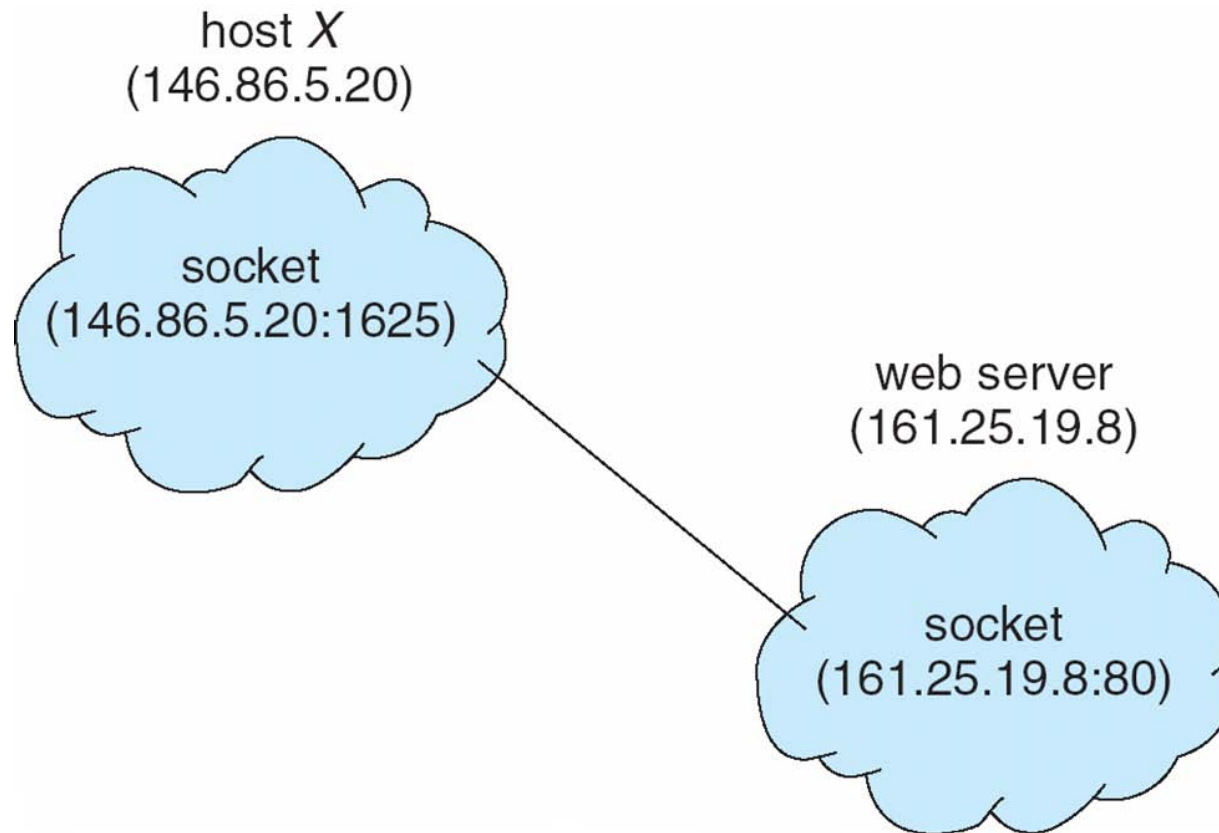 host X
(146.86.5.20)
socket
(146.86.5.20:1625)
web server
(161.25.19.8)
socket
(161.25.19.8:80)